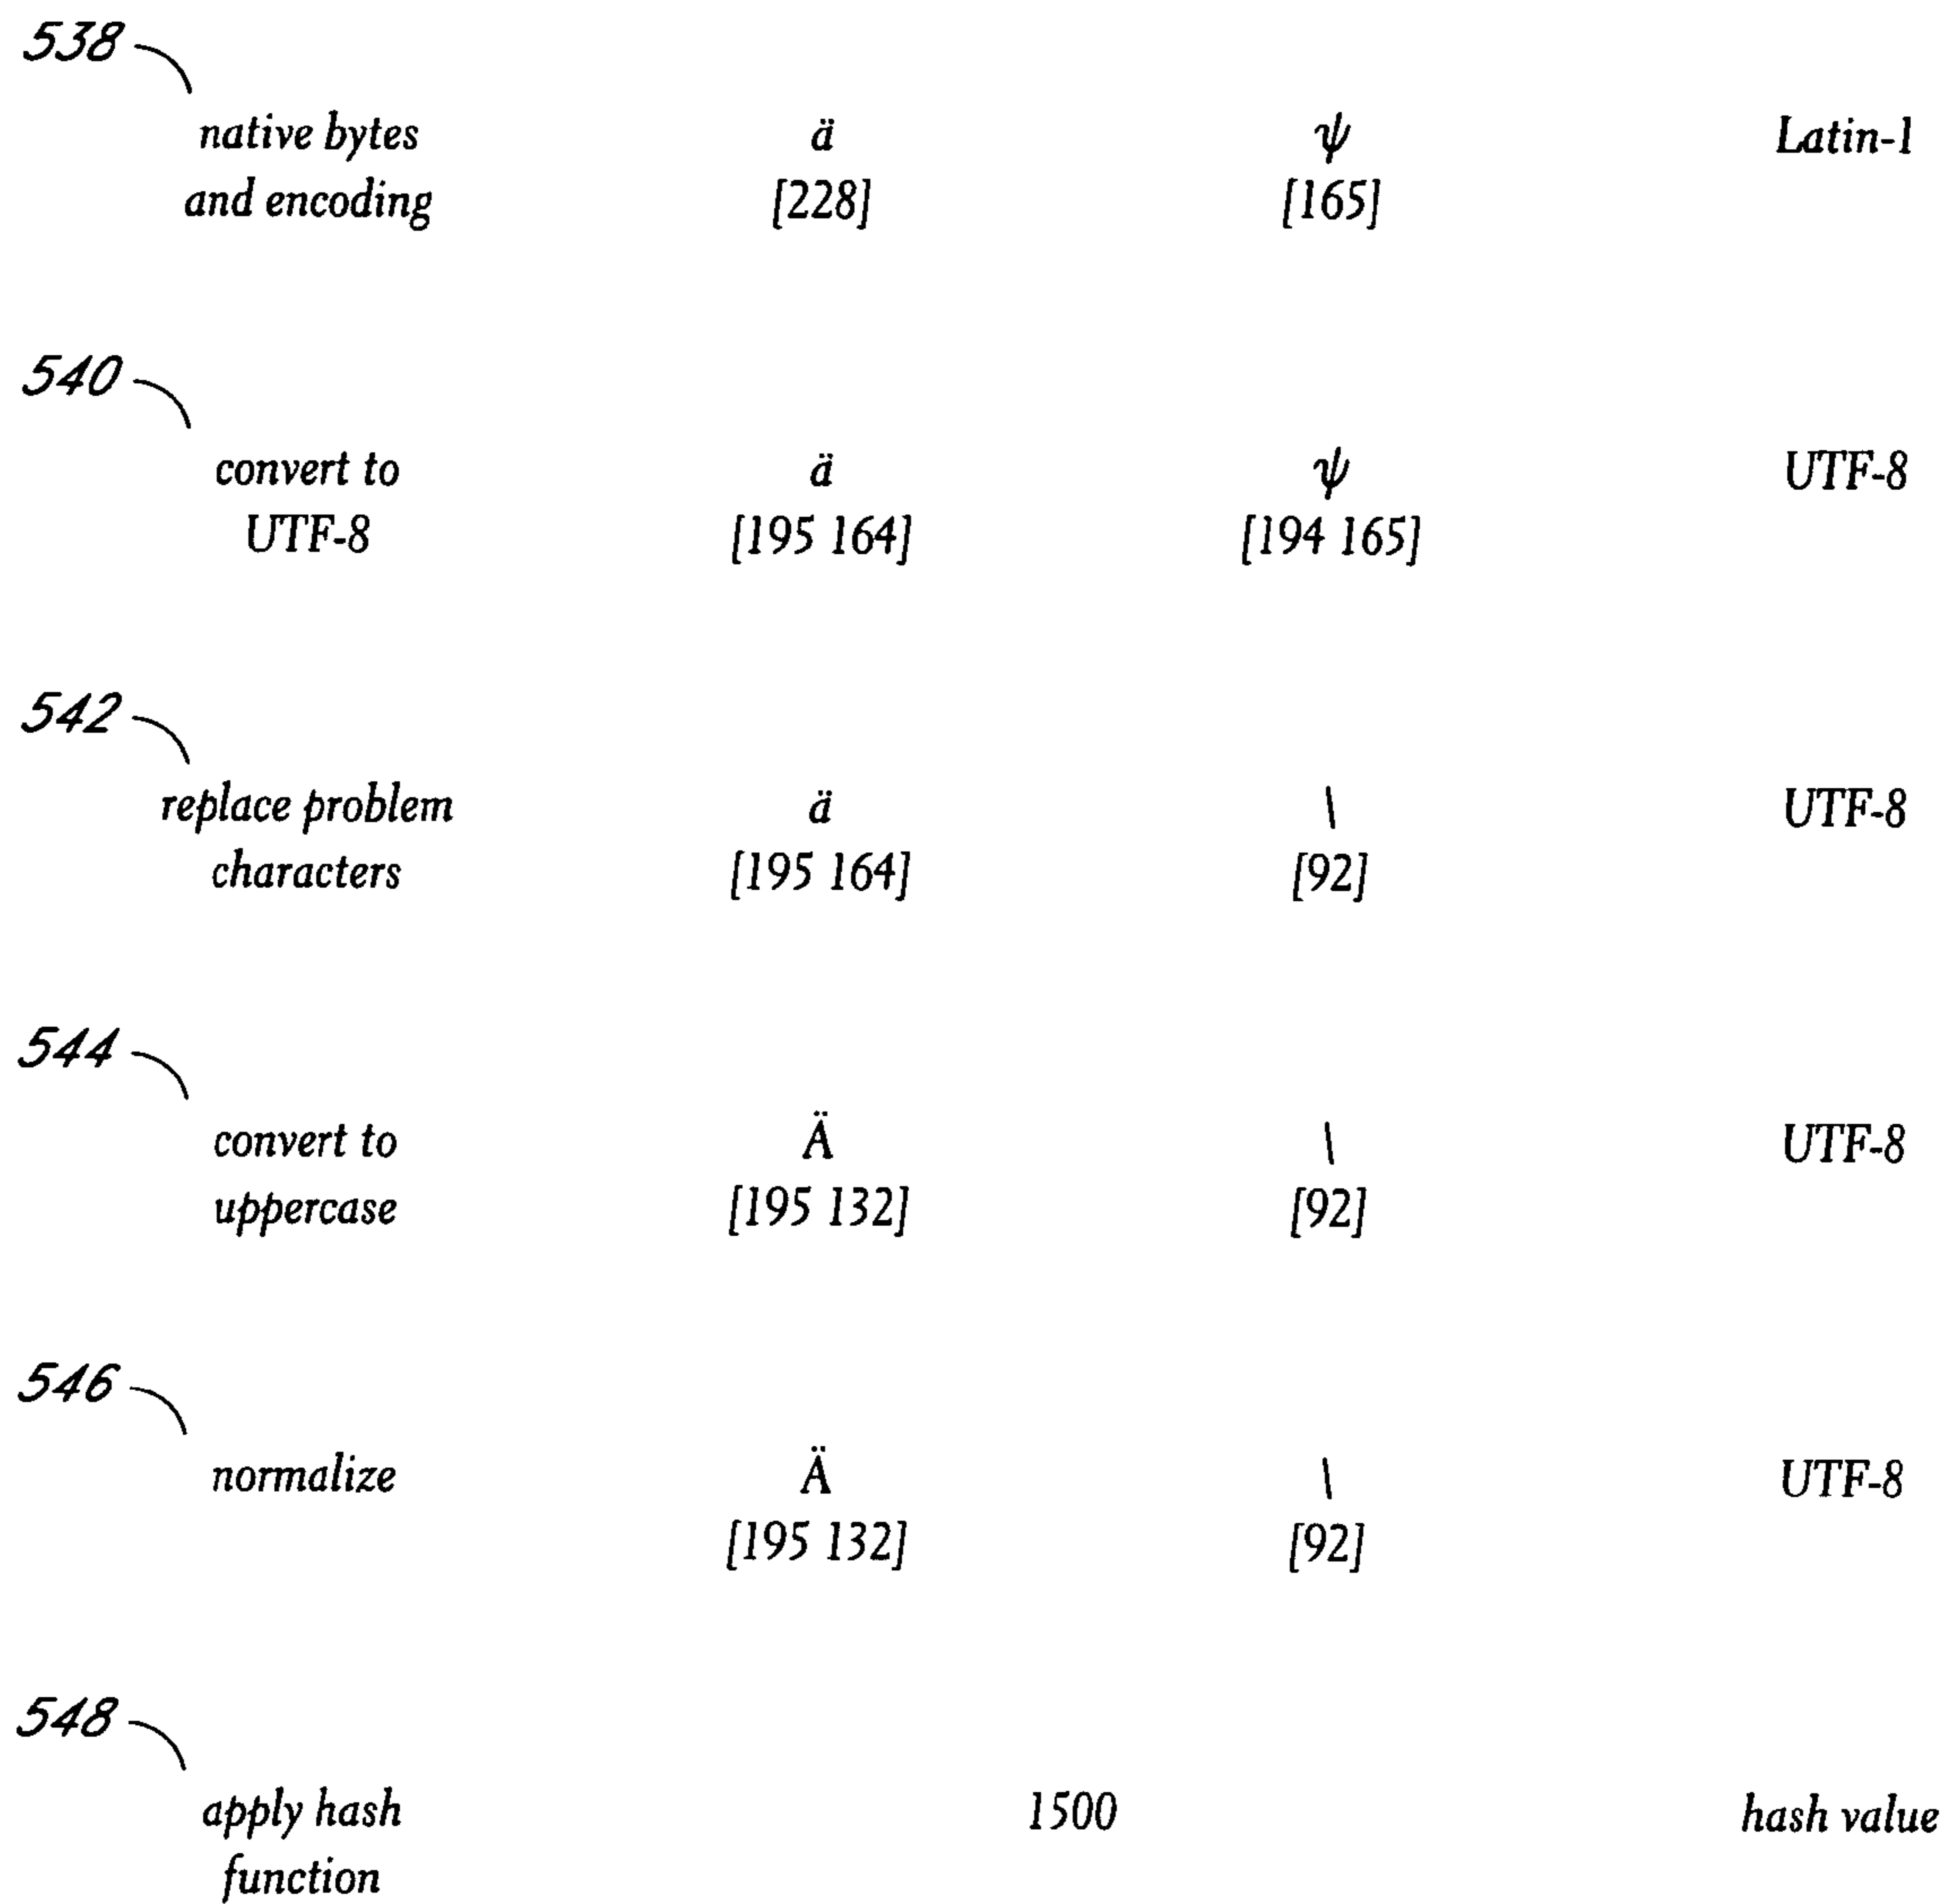 538
native bytes ä ψ Latin-1
and encoding [228] [165]
540
convert to ä ψ UTF-8
UTF-8 [195 164] [194 165]
542
replace problem ä \ UTF-8
characters [195 164] [92]
544
convert to Ä \ UTF-8
uppercase [195 132] [92]
546
normalize Ä \ UTF-8
[195 132] [92]
548
apply hash 1500 hash value
function